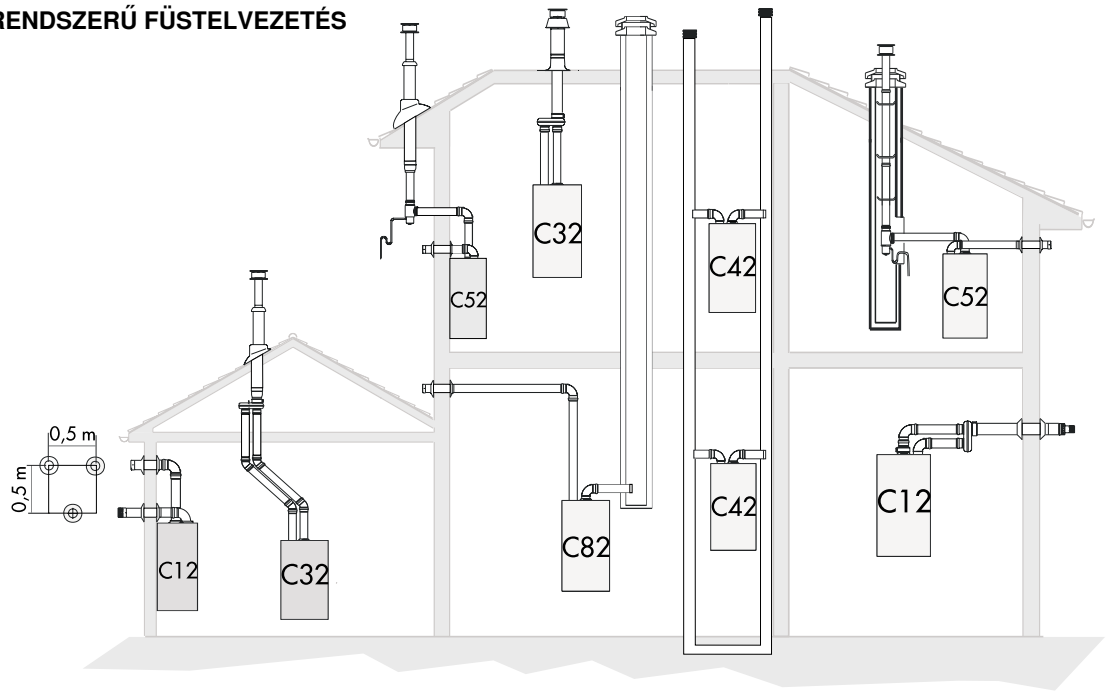 RENDSZERŰ FÜSTELVEZETÉS
C32
C42
C52
C52
0,5 m
0,5 m
C12
C32
C82
C42
C12